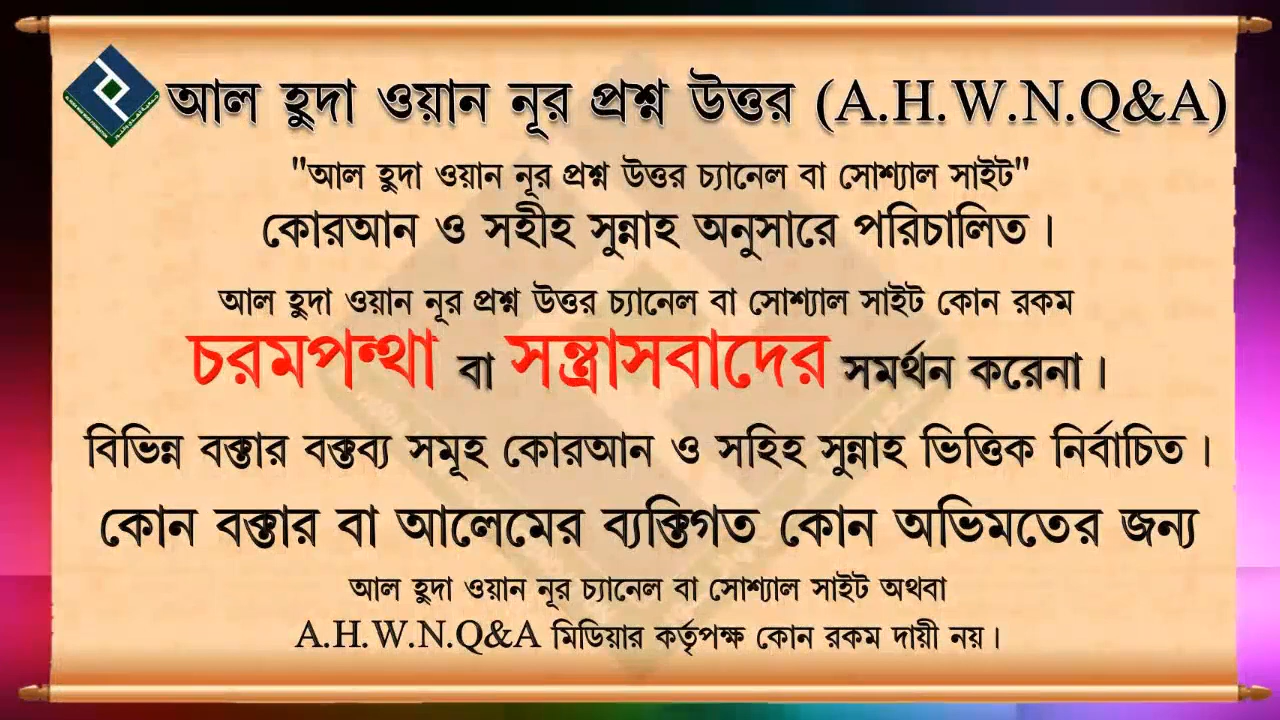 আল হুদা ওয়ান নূর প্রশ্ন উত্তর (A.H.W.N.Q&A)
"আল হুদা ওয়ান নূর প্রশ্ন উত্তর চ্যানেল বা সোশ্যাল সাইট"
কোরআন ও সহীহ সুন্নাহ অনুসারে পরিচালিত।
আল হুদা ওয়ান নূর প্রশ্ন উত্তর চ্যানেল বা সোশ্যাল সাইট কোন রকম
চরমপন্থা বা সন্ত্রাসবাদের সমর্থন করেনা।
বিভিন্ন বক্তার বক্তব্য সমূহ কোরআন ও সহিহ সুন্নাহ ভিত্তিক নির্বাচিত।
কোন বক্তার বা আলেমের ব্যক্তিগত কোন অভিমতের জন্য
আল হুদা ওয়ান নূর চ্যানেল বা সোশ্যাল সাইট অথবা
A.H.W.N.Q&A মিডিয়ার কর্তৃপক্ষ কোন রকম দায়ী নয়।